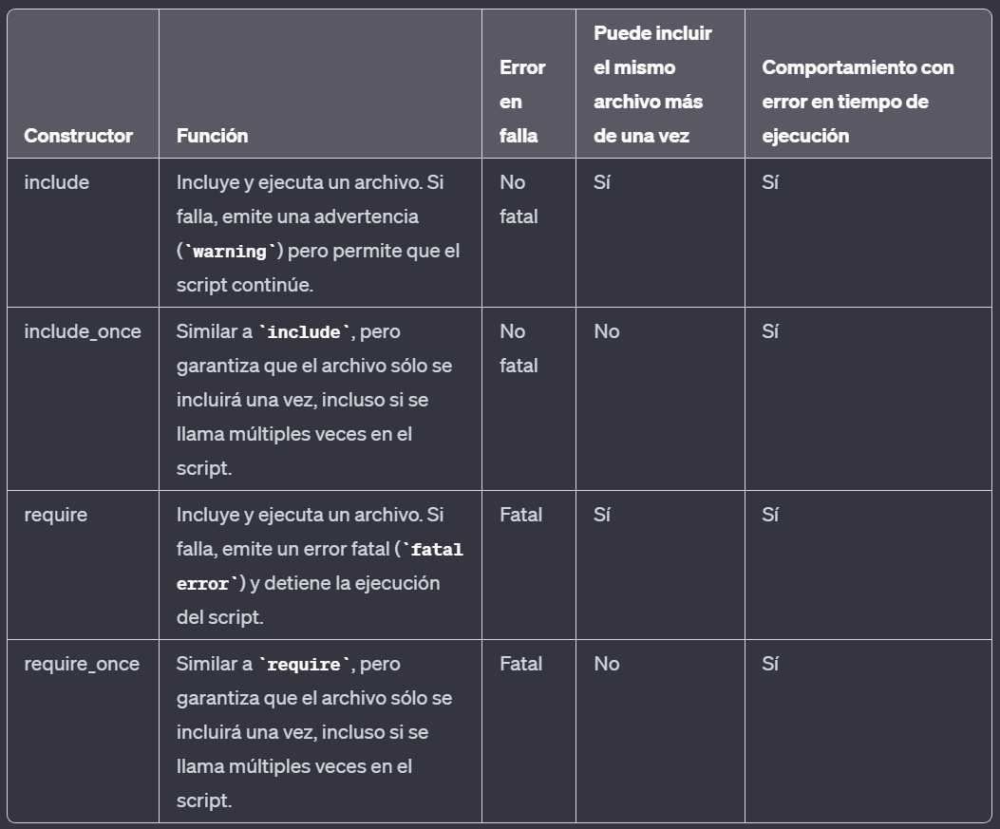 Constructor
Función
Error
en
falla
Puede incluir
el mismo
archivo más
de una vez
Comportamiento con
error en tiempo de
ejecución
include
Incluye y ejecuta un archivo. Si
falla, emite una advertencia
(`warning`) pero permite que el
script continúe.
No
fatal
Sí
Sí
include_once
Similar a `include`, pero
garantiza que el archivo sólo se
incluirá una vez, incluso si se
llama múltiples veces en el
script.
No
fatal
No
Sí
require
Incluye y ejecuta un archivo. Si
falla, emite un error fatal (`fatal
error`) y detiene la ejecución
del script.
Fatal
Sí
Sí
require_once
Similar a `require`, pero
garantiza que el archivo sólo se
incluirá una vez, incluso si se
llama múltiples veces en el
script.
Fatal
No
Sí